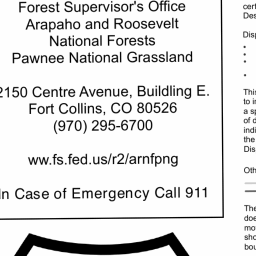 Forest Supervisor's Office
Arapaho and Roosevelt
National Forests
Pawnee National Grassland
2150 Centre Avenue, Buildling E.
Fort Collins, CO 80526
(970) 295-6700
ww.fs.fed.us/r2/arnfpng
In Case of Emergency Call 911
cert
Des
Disp
•
•
•
This
to in
a sp
of d
indi
the
Dis
Oth
The
doe
mot
sho
bou